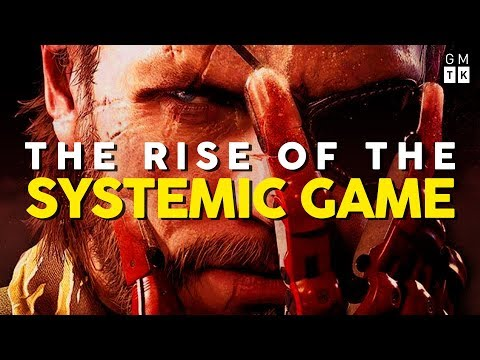 GM
TK
THE RISE OF THE
SYSTEMIC GAME